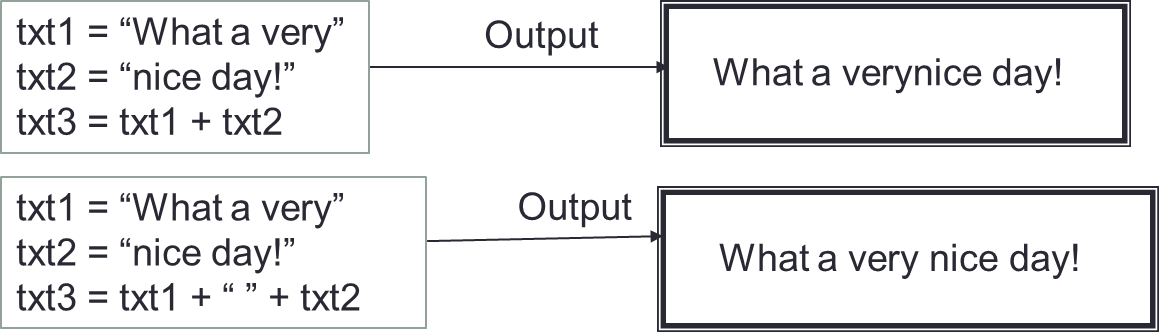 txt1 = “What a very”
txt2 = “nice day!”
txt3 = txt1 + txt2
Output
What a verynice day!
txt1 = “What a very”
txt2 = “nice day!”
txt3 = txt1 + “ ” + txt2
Output
What a very nice day!